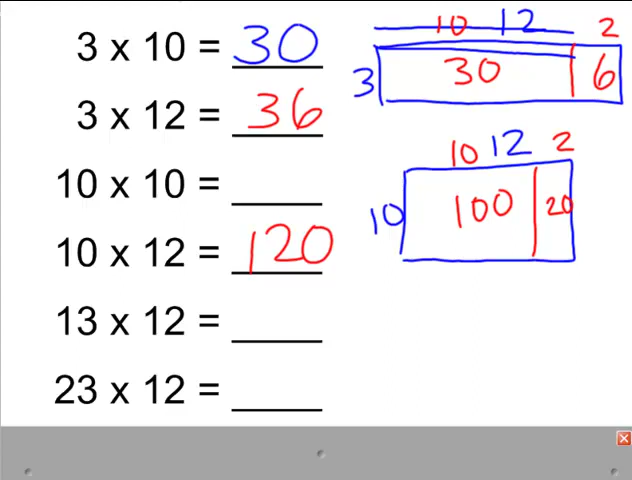 3 x 10 = 30
3 x 12 = 36
10 x 10 =
10 x 12 = 120
13 x 12 =
23 x 12 =
10 12 2
3 30 6
10 12 2
10 100 20